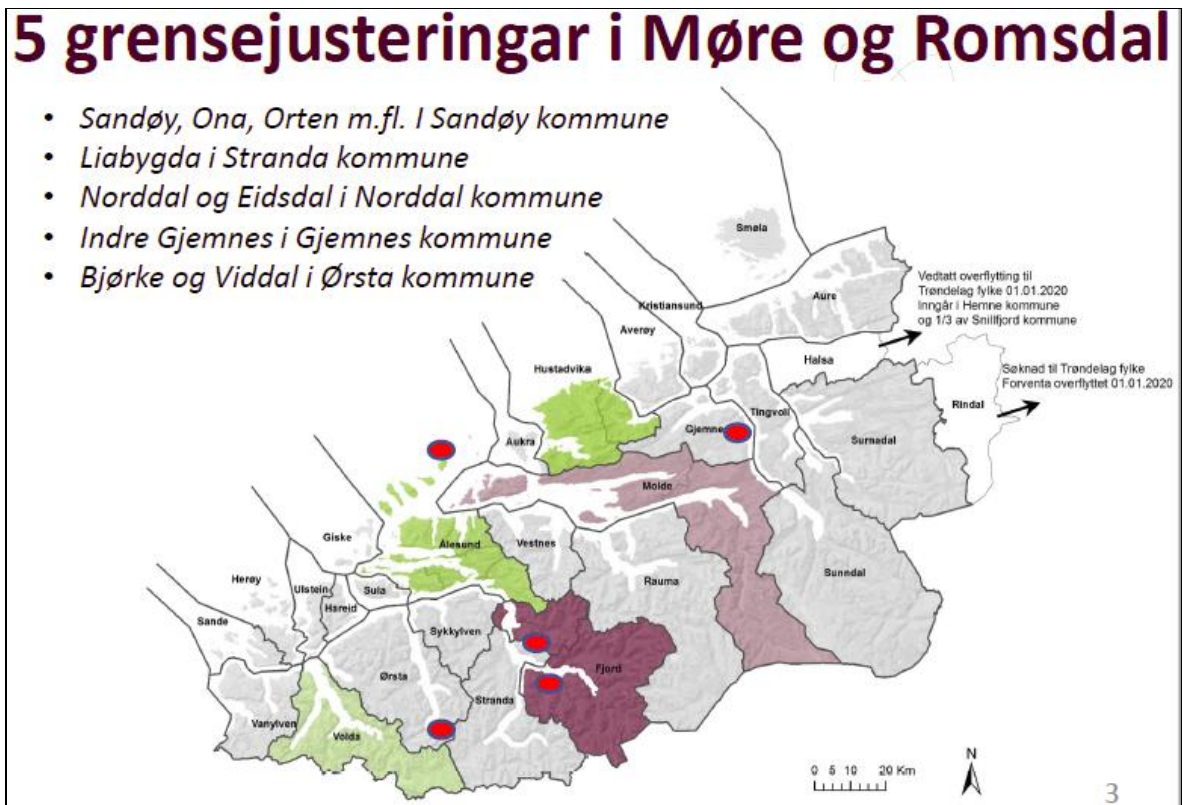 5 grensejusteringar i Møre og Romsdal
• Sandøy, Ona, Orten m.fl. I Sandøy kommune
• Liabygda i Stranda kommune
• Norddal og Eidsdal i Norddal kommune
• Indre Gjemnes i Gjemnes kommune
• Bjørke og Viddal i Ørsta kommune
Smøla
Vedtatt overflytting til
Trøndelag fylke 01.01.2020
Inngår i Hemne kommune
og 1/3 av Snillfjord kommune
Kristiansund
Aure
Averøy
Halsa
Hustadvika
Søknad til Trøndelag fylke
Forventa overflyttet 01.01.2020
Rindal
Tingvoll
Gjemne
Aukra
Surnadal
Molde
Giske
Ålesund
Vestnes
Sunndal
Rauma
Herøy
Ulstein
Sula
Hareid
Sande
Sykkylven
Fjord
Ørsta
Stranda
Vanylven
Volda
0 5 10 20 Km
N
3